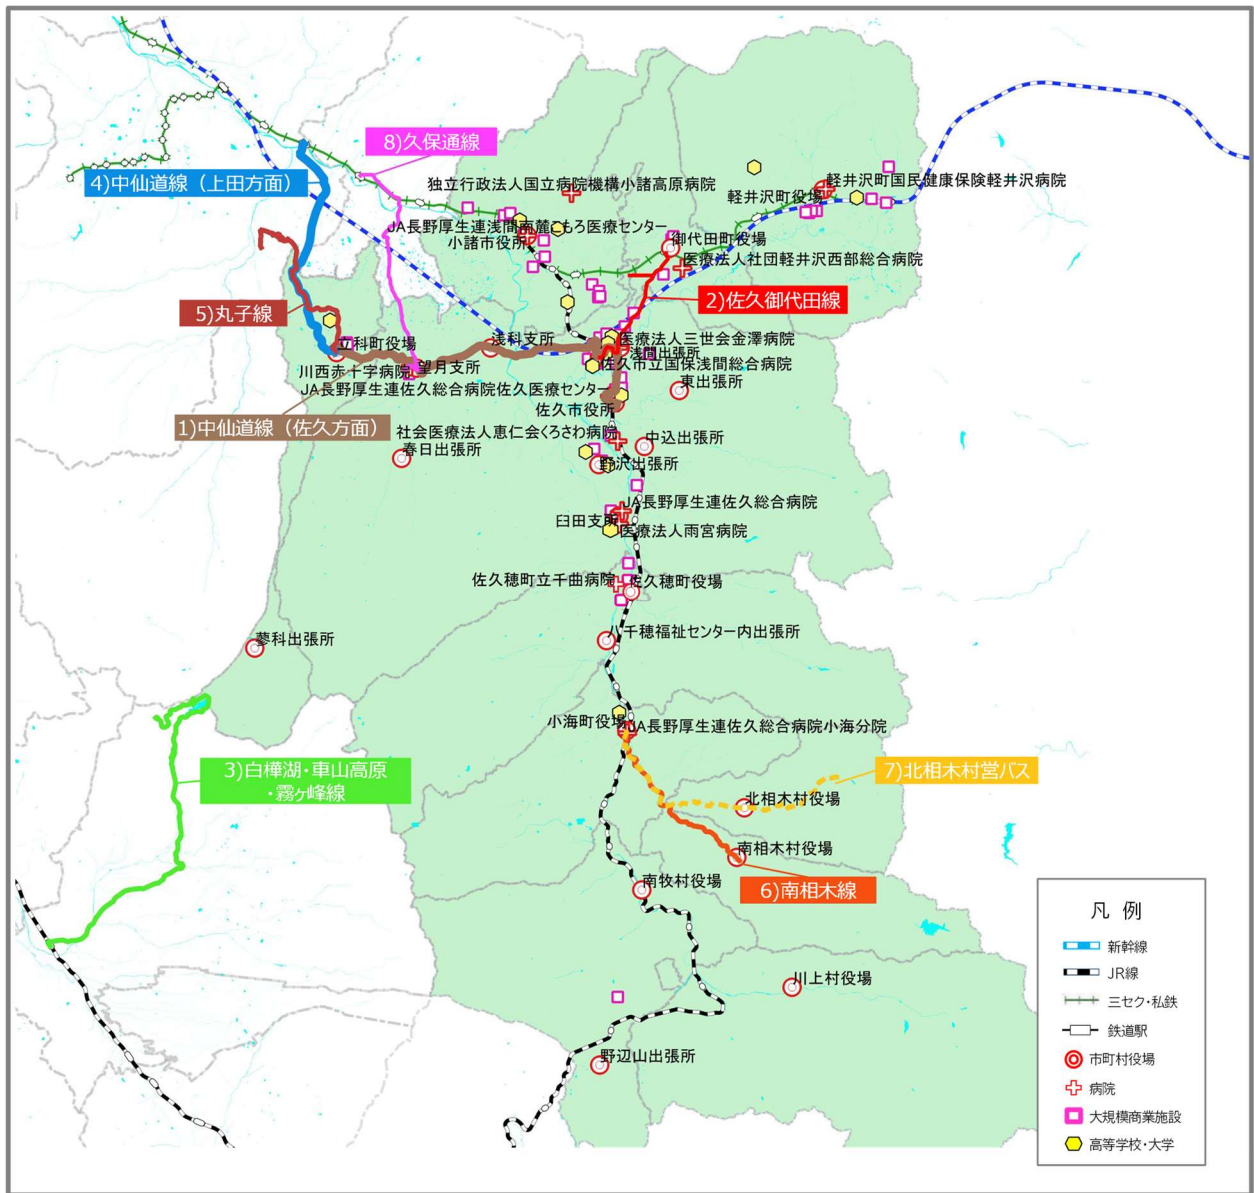 8)久保通線
4)中仙道線（上田方面）
独立行政法人国立病院機構小諸高原病院
軽井沢町国民健康保険軽井沢病院
軽井沢町役場
JA長野厚生連浅間南麓こもろ医療センター
小諸市役所
御代田町役場
医療法人社団軽井沢西部総合病院
2)佐久御代田線
5)丸子線
立科町役場
浅科支所
医療法人三世会金澤病院
浅間出張所
川西赤十字病院
望月支所
佐久市立国保浅間総合病院
JA長野厚生連佐久総合病院佐久医療センター
東出張所
佐久市役所
1)中仙道線（佐久方面）
社会医療法人恵仁会くろさわ病院
中込出張所
春日出張所
野沢出張所
JA長野厚生連佐久総合病院
臼田支所
医療法人雨宮病院
佐久穂町立千曲病院
佐久穂町役場
八千穂福祉センター内出張所
蓼科出張所
小海町役場
JA長野厚生連佐久総合病院小海分院
3)白樺湖・車山高原
・霧ヶ峰線
7)北相木村営バス
北相木村役場
南相木村役場
南牧村役場
6)南相木線
川上村役場
野辺山出張所
凡 例
新幹線
JR線
三セク・私鉄
鉄道駅
市町村役場
病院
大規模商業施設
高等学校・大学